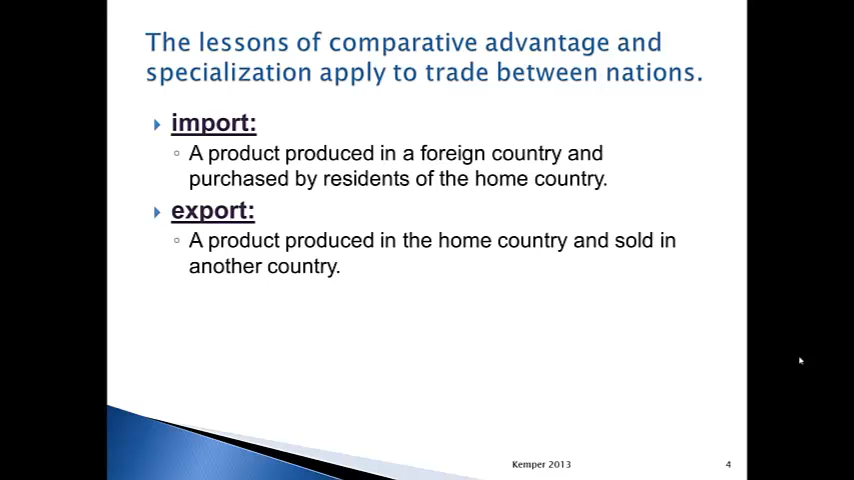 The lessons of comparative advantage and
specialization apply to trade between nations.
import:
A product produced in a foreign country and
purchased by residents of the home country.
export:
A product produced in the home country and sold in
another country.
Kemper 2013
4